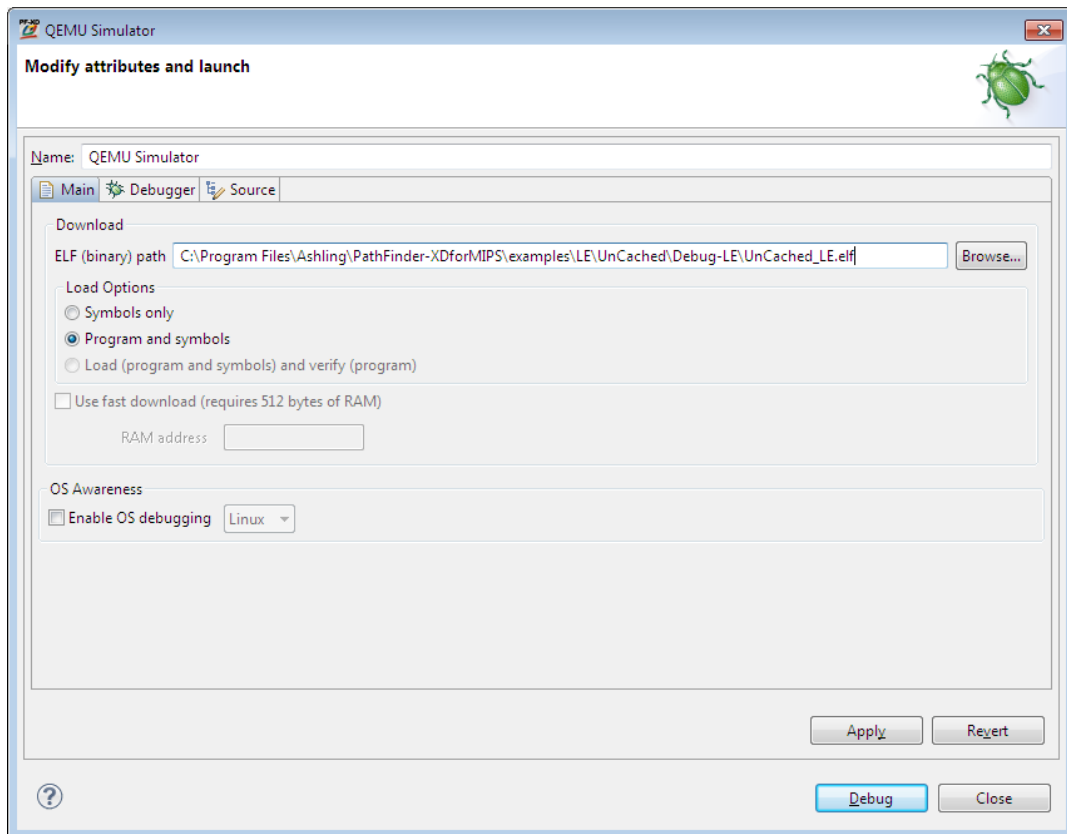 QEMU Simulator
Modify attributes and launch
Name: QEMU Simulator
Main Debugger Source
Download
ELF (binary) path C:\Program Files\Ashling\PathFinder-XDforMIPS\examples\LE\UnCached\Debug-LE\UnCached_LE.elf Browse...
Load Options
Symbols only
Program and symbols
Load (program and symbols) and verify (program)
Use fast download (requires 512 bytes of RAM)
RAM address
OS Awareness
Enable OS debugging Linux
Apply Revert
? Debug Close